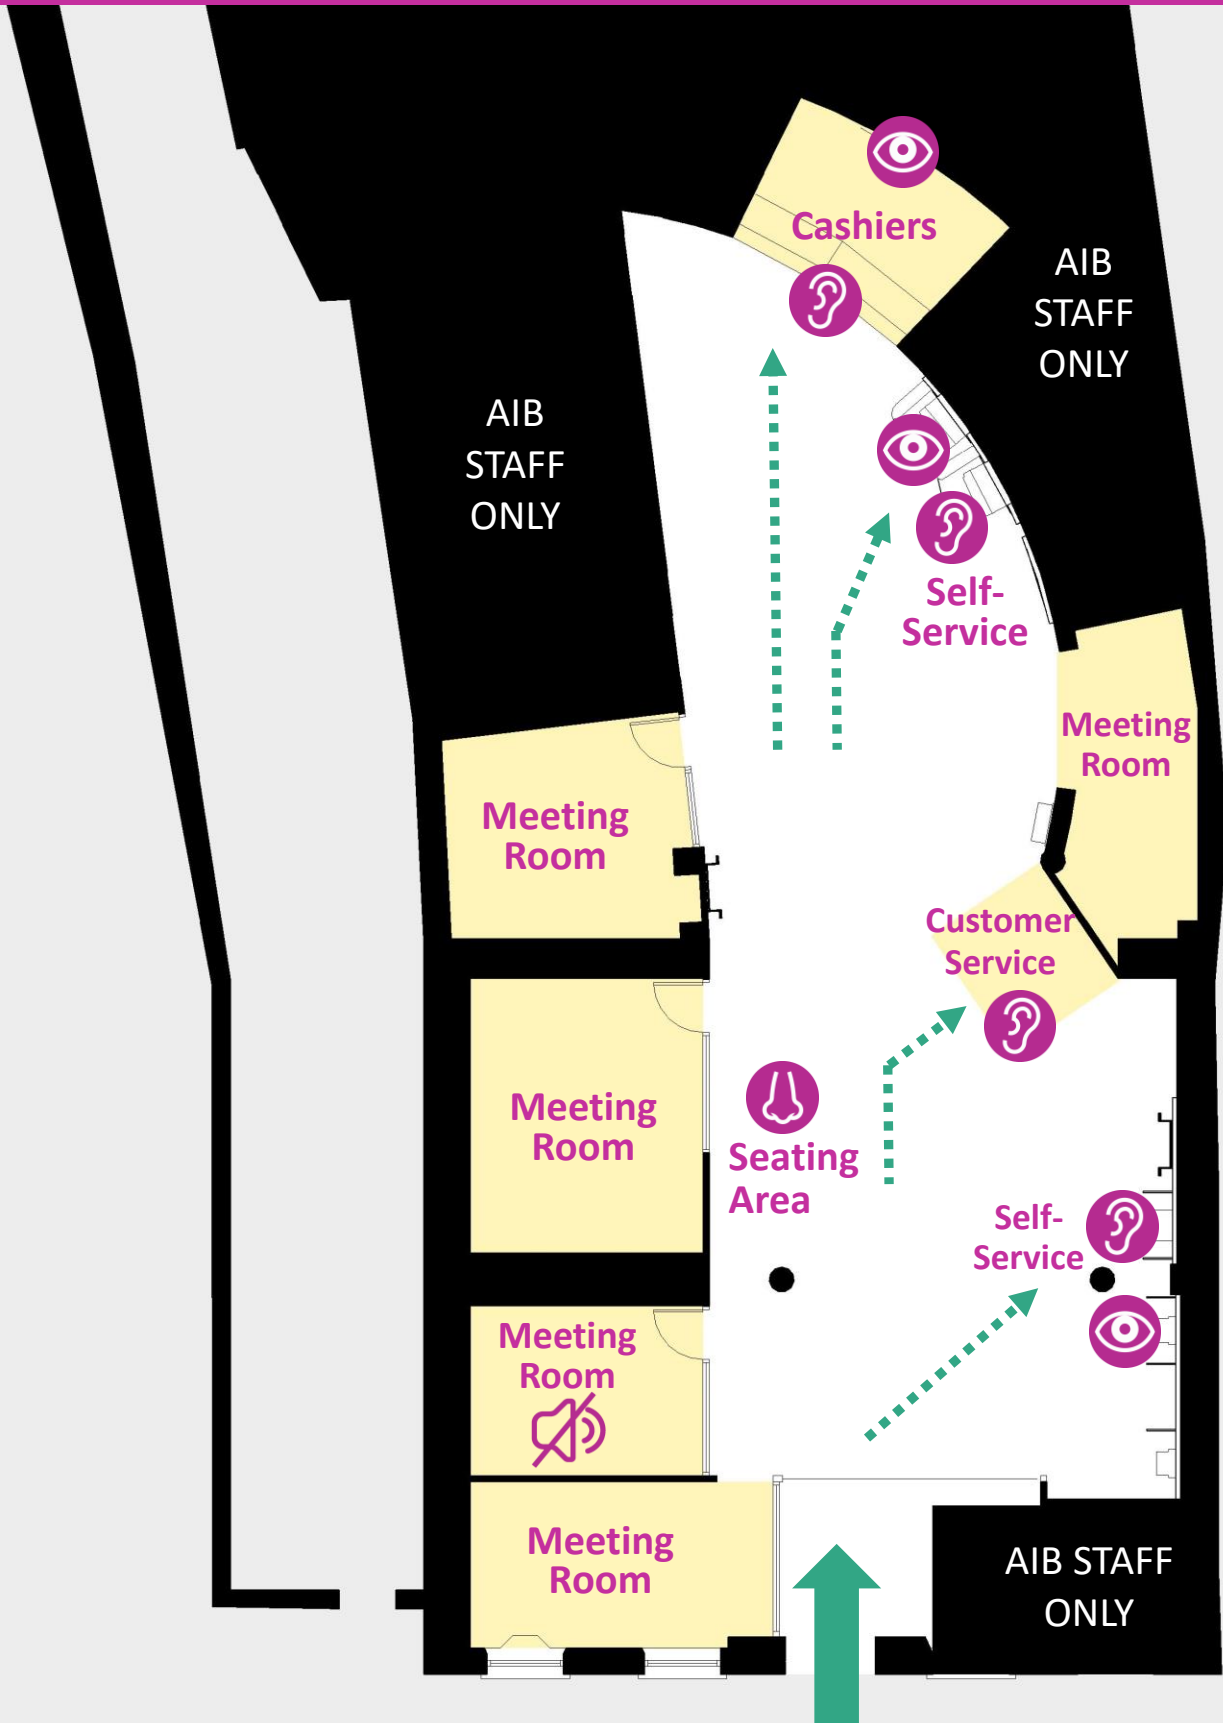 Cashiers
AIB
STAFF
ONLY
AIB
STAFF
ONLY
Self-
Service
Meeting
Room
Meeting
Room
Customer
Service
Meeting
Room
Seating
Area
Self-
Service
Meeting
Room
Meeting
Room
AIB STAFF
ONLY